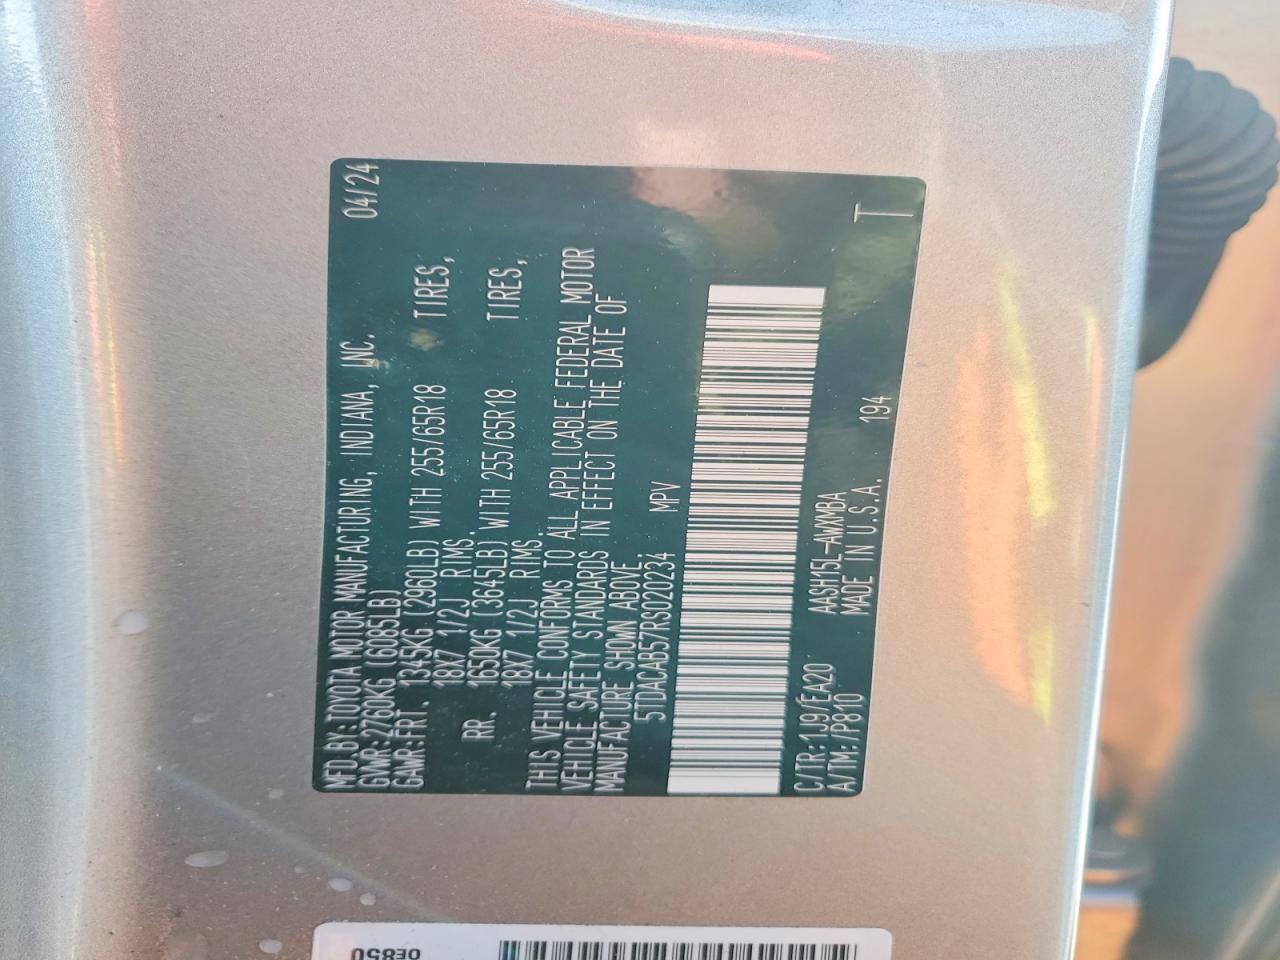 MFD.BY:TOYOTA MOTOR MANUFACTURING, INDIANA, INC. 04/24
GVWR:2760KG (6085LB)
GAWR:FRT. 1345KG (2960LB) WITH 255/65R18 TIRES,
18X7 1/2J RIMS.
RR. 1650KG (3645LB) WITH 255/65R18 TIRES,
18X7 1/2J RIMS.
THIS VEHICLE CONFORMS TO ALL APPLICABLE FEDERAL MOTOR
VEHICLE SAFETY STANDARDS IN EFFECT ON THE DATE OF
MANUFACTURE SHOWN ABOVE.
5TDACAB57RS020234 MPV
C/TR:1J9/EA20 AASH15L-AWXMBA
A/TM:/P810 MADE IN U.S.A. 194 T
0E850